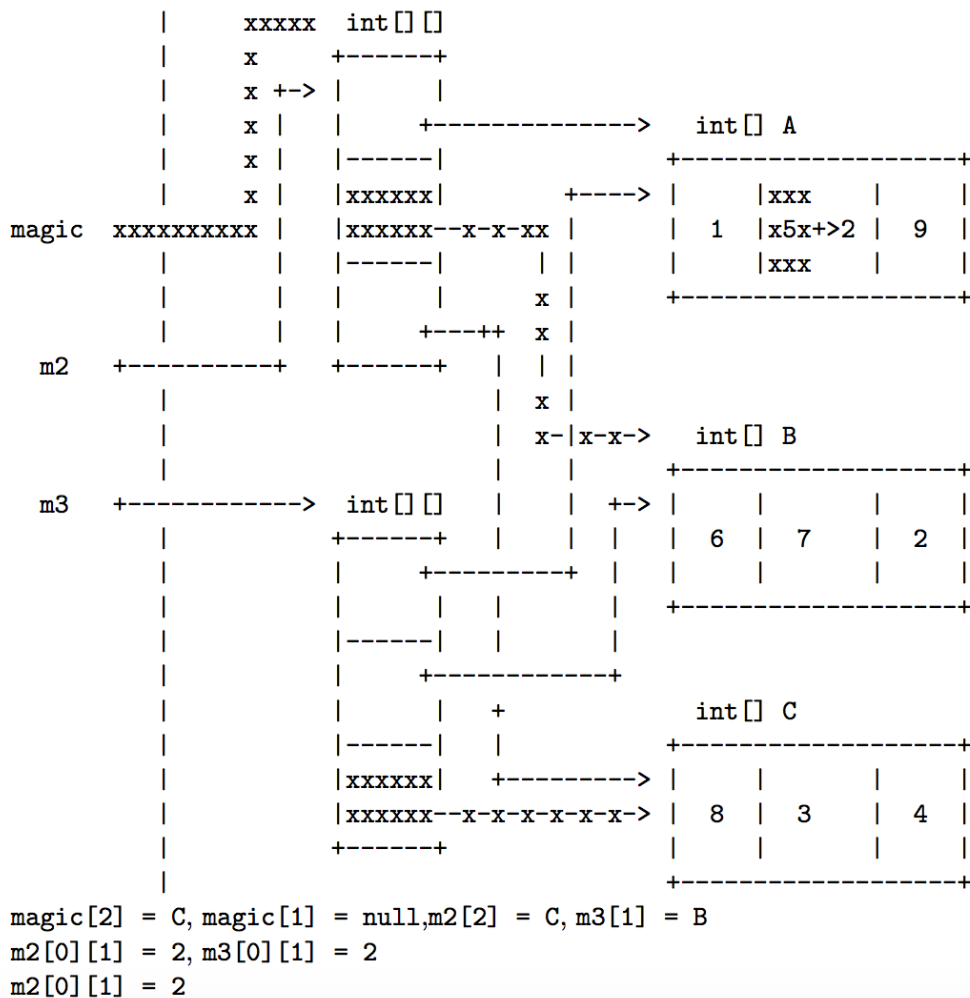 |     xxxxx  int[][]
          |     x     +------+
          |     x +-> |      |
          |     x |   |     +--------------> int[] A
          |     x |   |------|               +-------------------+
          |     x |   |xxxxxx|        +----> |     |xxx    |     |
magic  xxxxxxxxxx |   |xxxxxx--x-x-xx |      |  1  |x5x+>2 |  9  |
          |       |   |------|      | |      |     |xxx    |     |
          |       |   |      |      x |      +-------------------+
          |       |   |     +---++  x |
  m2   +----------+   +------+   |  | |
          |                      |  x |
          |                      |  x-|x-x-> int[] B
          |                      |    |      +-------------------+
  m3   +------------>  int[][]   |    |  +-> |     |       |     |
          |           +------+   |    |  |   |  6  |  7    |  2  |
          |           |     +---------+  |   |     |       |     |
          |           |      |   |       |   +-------------------+
          |           |------|   |       |
          |           |     +------------+
          |           |      |   +           int[] C
          |           |------|   |           +-------------------+
          |           |xxxxxx|   +---------> |     |       |     |
          |           |xxxxxx--x-x-x-x-x-x-> |  8  |  3    |  4  |
          |           +------+               |     |       |     |
          |                                  +-------------------+
magic[2] = C, magic[1] = null,m2[2] = C, m3[1] = B
m2[0][1] = 2, m3[0][1] = 2
m2[0][1] = 2